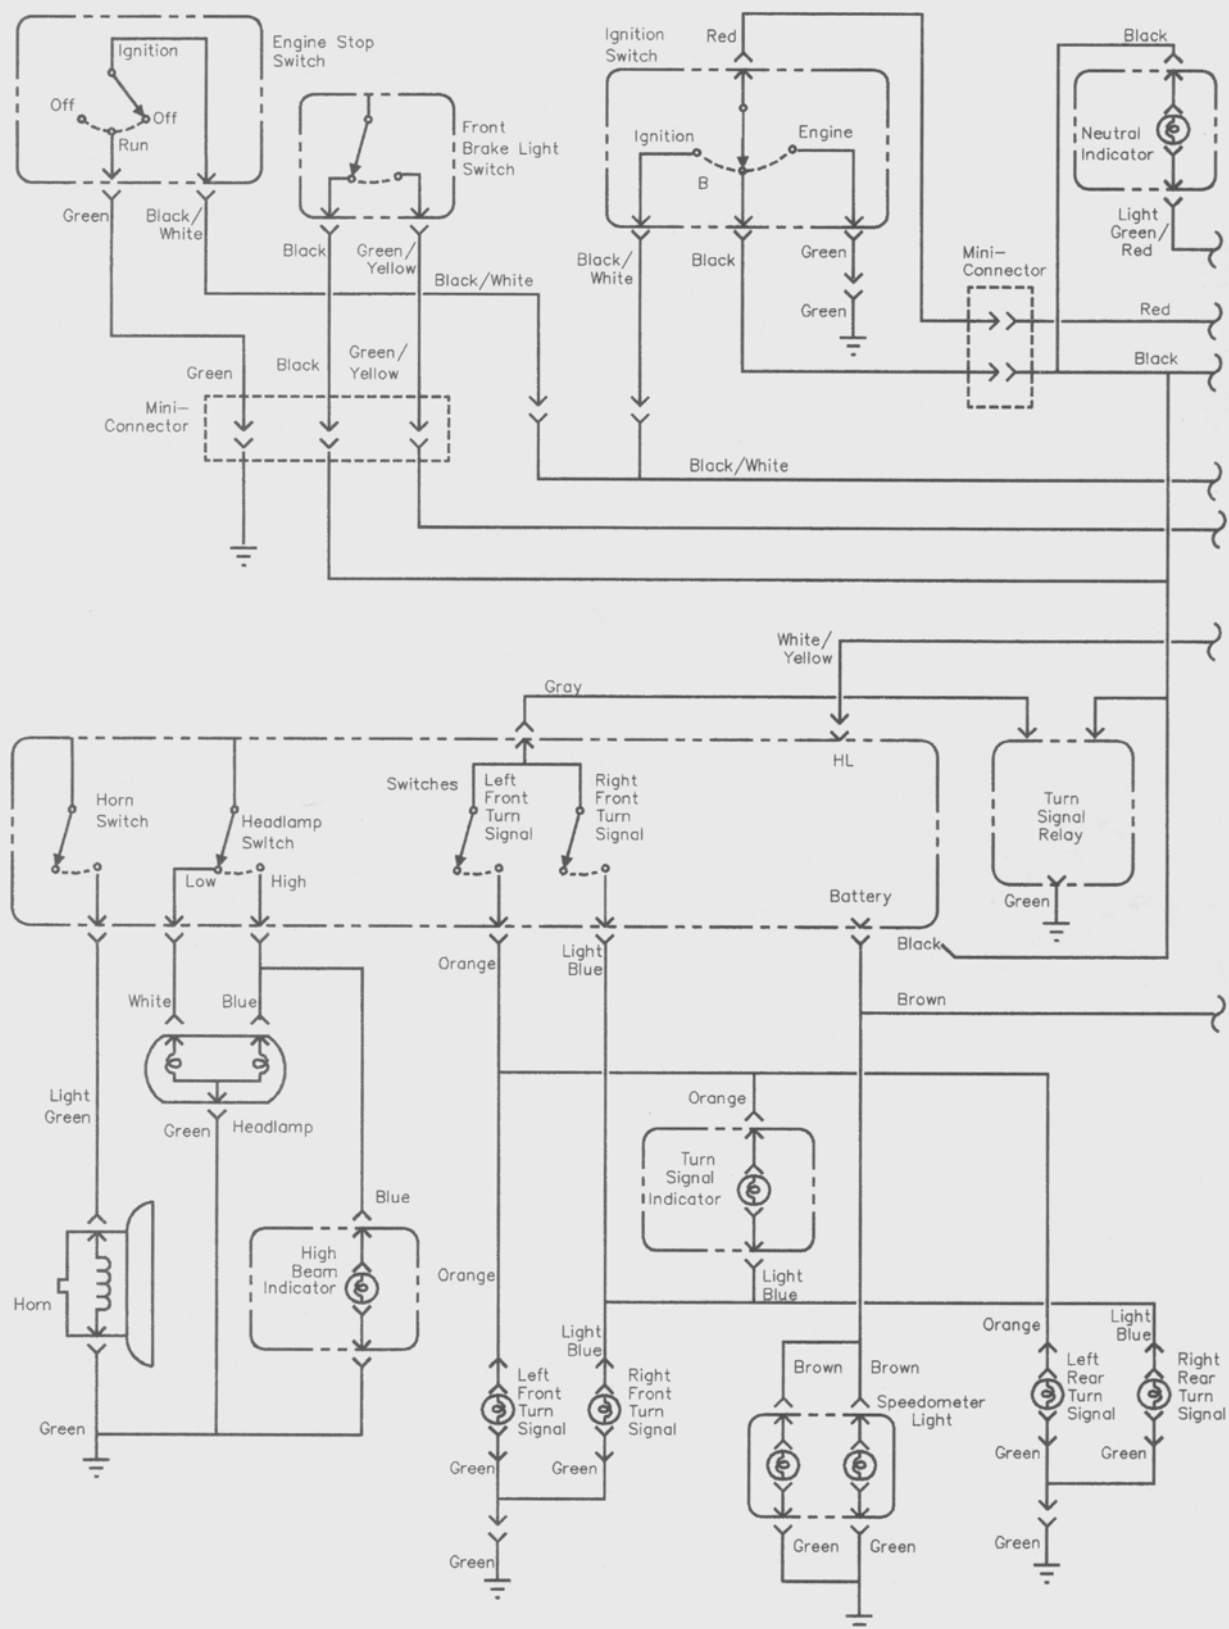 Ignition
Engine Stop
Switch
Off
Off
Run
Green
Black/
White
Front
Brake Light
Switch
Black
Green/
Yellow
Black/White
Ignition
Switch
Red
Ignition
Engine
B
Black/
White
Black
Green
Green
Mini-
Connector
Black
Neutral
Indicator
Light
Green/
Red
Red
Black
Green
Black
Green/
Yellow
Mini-
Connector
Black/White
White/
Yellow
Gray
HL
Switches
Left
Front
Turn
Signal
Right
Front
Turn
Signal
Horn
Switch
Headlamp
Switch
Low
High
Battery
Turn
Signal
Relay
Green
Black
Brown
Orange
Light
Blue
White
Blue
Light
Green
Green
Headlamp
Orange
Turn
Signal
Indicator
Light
Blue
Blue
High
Beam
Indicator
Horn
Green
Orange
Light
Blue
Left
Front
Turn
Signal
Right
Front
Turn
Signal
Green
Green
Green
Brown
Brown
Speedometer
Light
Green
Green
Orange
Light
Blue
Left
Rear
Turn
Signal
Right
Rear
Turn
Signal
Green
Green
Green